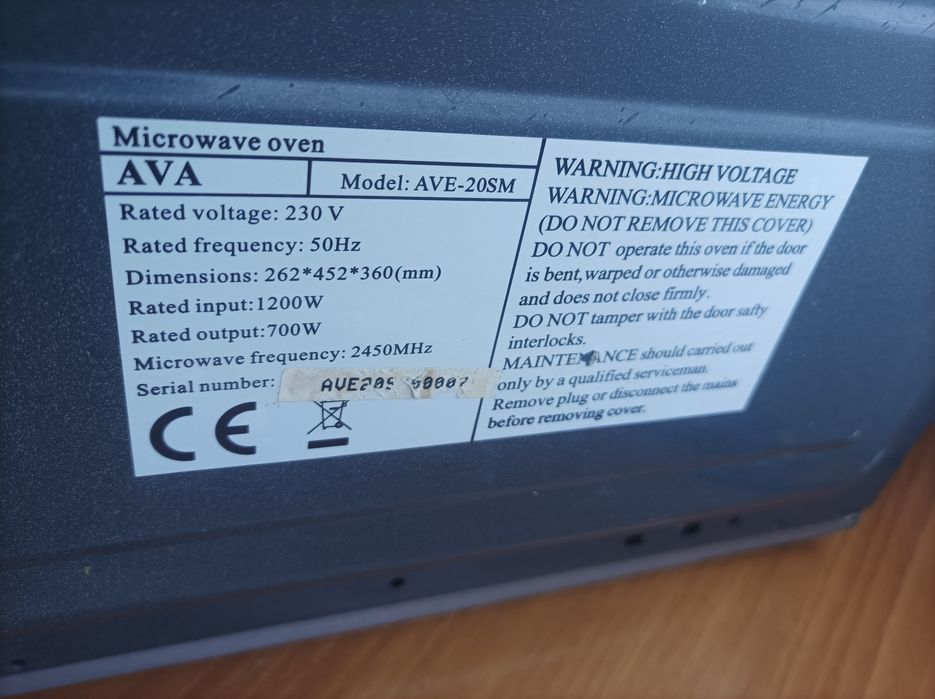 Microwave oven
AVA
Model: AVE-20SM
Rated voltage: 230 V
Rated frequency: 50Hz
Dimensions: 262*452*360(mm)
Rated input:1200W
Rated output:700W
Microwave frequency: 2450MHz
Serial number:
CE
WARNING:HIGH VOLTAGE
WARNING:MICROWAVE ENERGY
(DO NOT REMOVE THIS COVER)
DO NOT operate this oven if the door
is bent,warped or otherwise damaged
and does not close firmly.
DO NOT tamper with the door safty
interlocks.
MAINTENANCE should carried out
only by a qualified serviceman.
Remove plug or disconnect the mains
before removing cover.